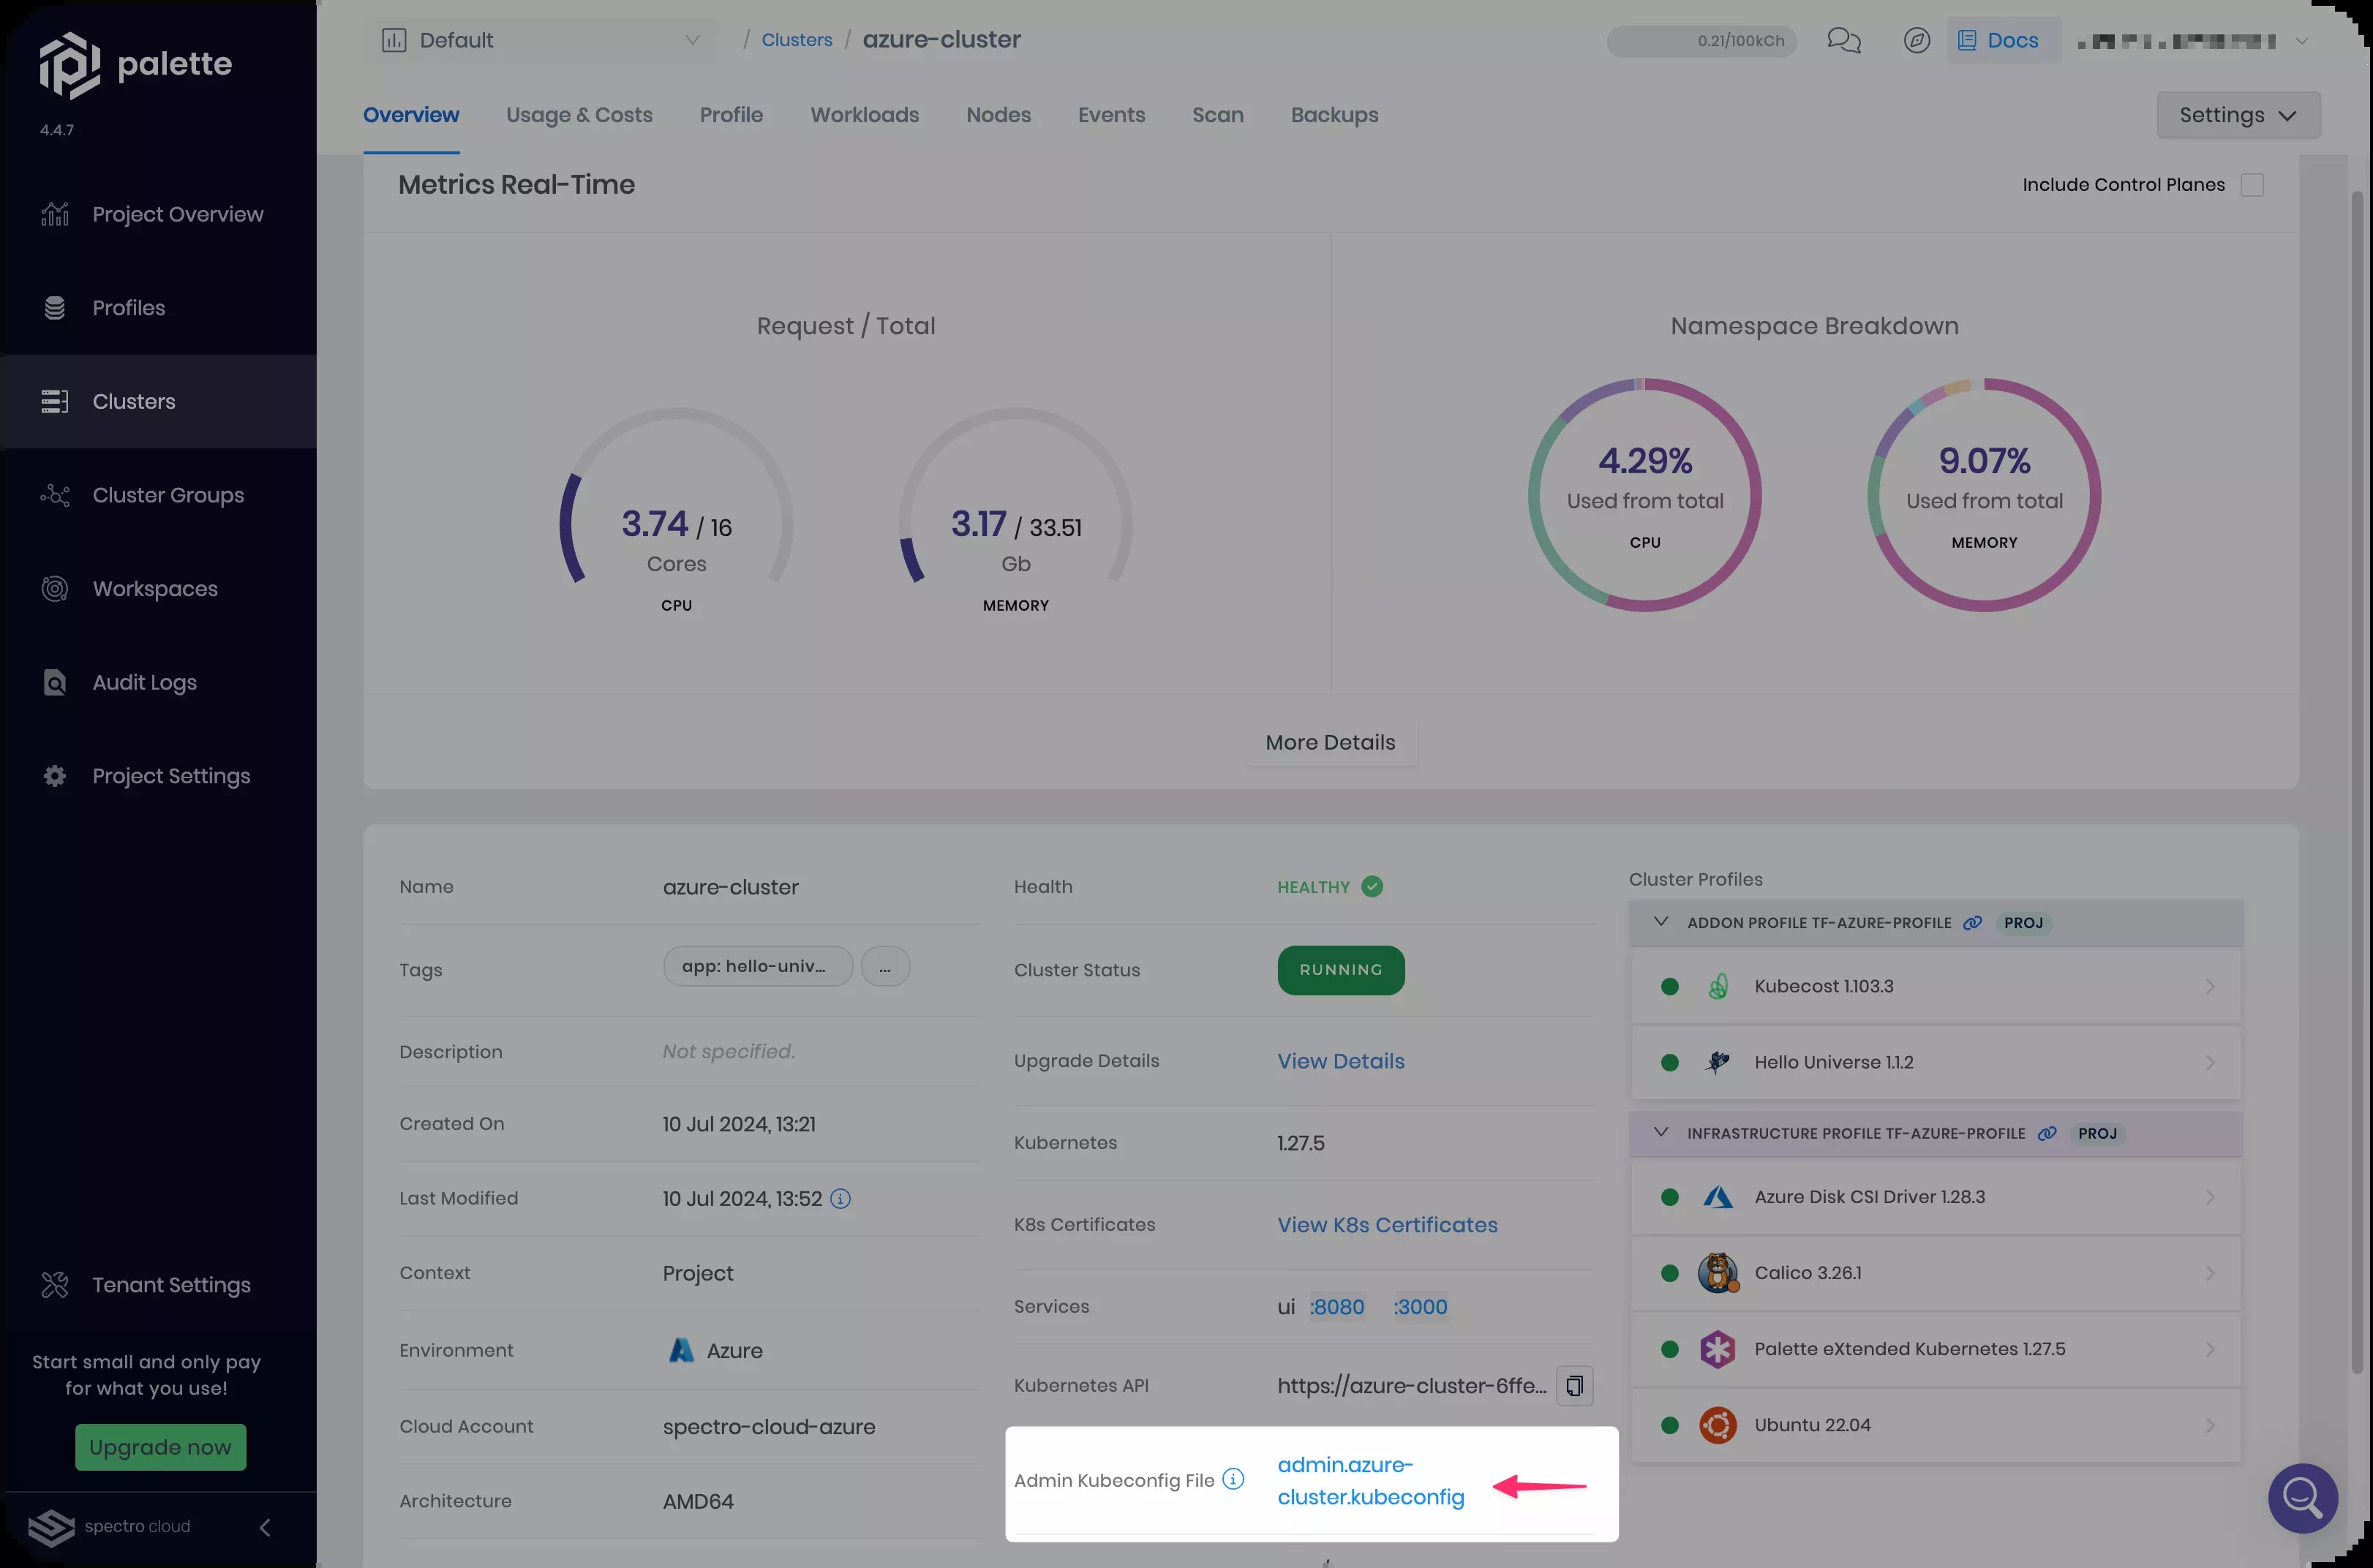 palette
4.4.7
Project Overview
Profiles
Clusters
Cluster Groups
Workspaces
Audit Logs
Project Settings
Tenant Settings
Start small and only pay
for what you use!
Upgrade now
spectro cloud
Default
/ Clusters / azure-cluster
0.21/100kCh
Docs
Overview
Usage & Costs
Profile
Workloads
Nodes
Events
Scan
Backups
Settings
Metrics Real-Time
Include Control Planes
Request / Total
3.74 / 16
Cores
CPU
3.17 / 33.51
Gb
MEMORY
Namespace Breakdown
4.29%
Used from total
CPU
9.07%
Used from total
MEMORY
More Details
Name
azure-cluster
Tags
app: hello-univ...
...
Description
Not specified.
Created On
10 Jul 2024, 13:21
Last Modified
10 Jul 2024, 13:52
Context
Project
Environment
Azure
Cloud Account
spectro-cloud-azure
Architecture
AMD64
Health
HEALTHY
Cluster Status
RUNNING
Upgrade Details
View Details
Kubernetes
1.27.5
K8s Certificates
View K8s Certificates
Services
ui :8080 :3000
Kubernetes API
https://azure-cluster-6ffe...
Admin Kubeconfig File
admin.azure-
cluster.kubeconfig
Cluster Profiles
ADDON PROFILE TF-AZURE-PROFILE
PROJ
Kubecost 1.103.3
Hello Universe 1.1.2
INFRASTRUCTURE PROFILE TF-AZURE-PROFILE
PROJ
Azure Disk CSI Driver 1.28.3
Calico 3.26.1
Palette eXtended Kubernetes 1.27.5
Ubuntu 22.04